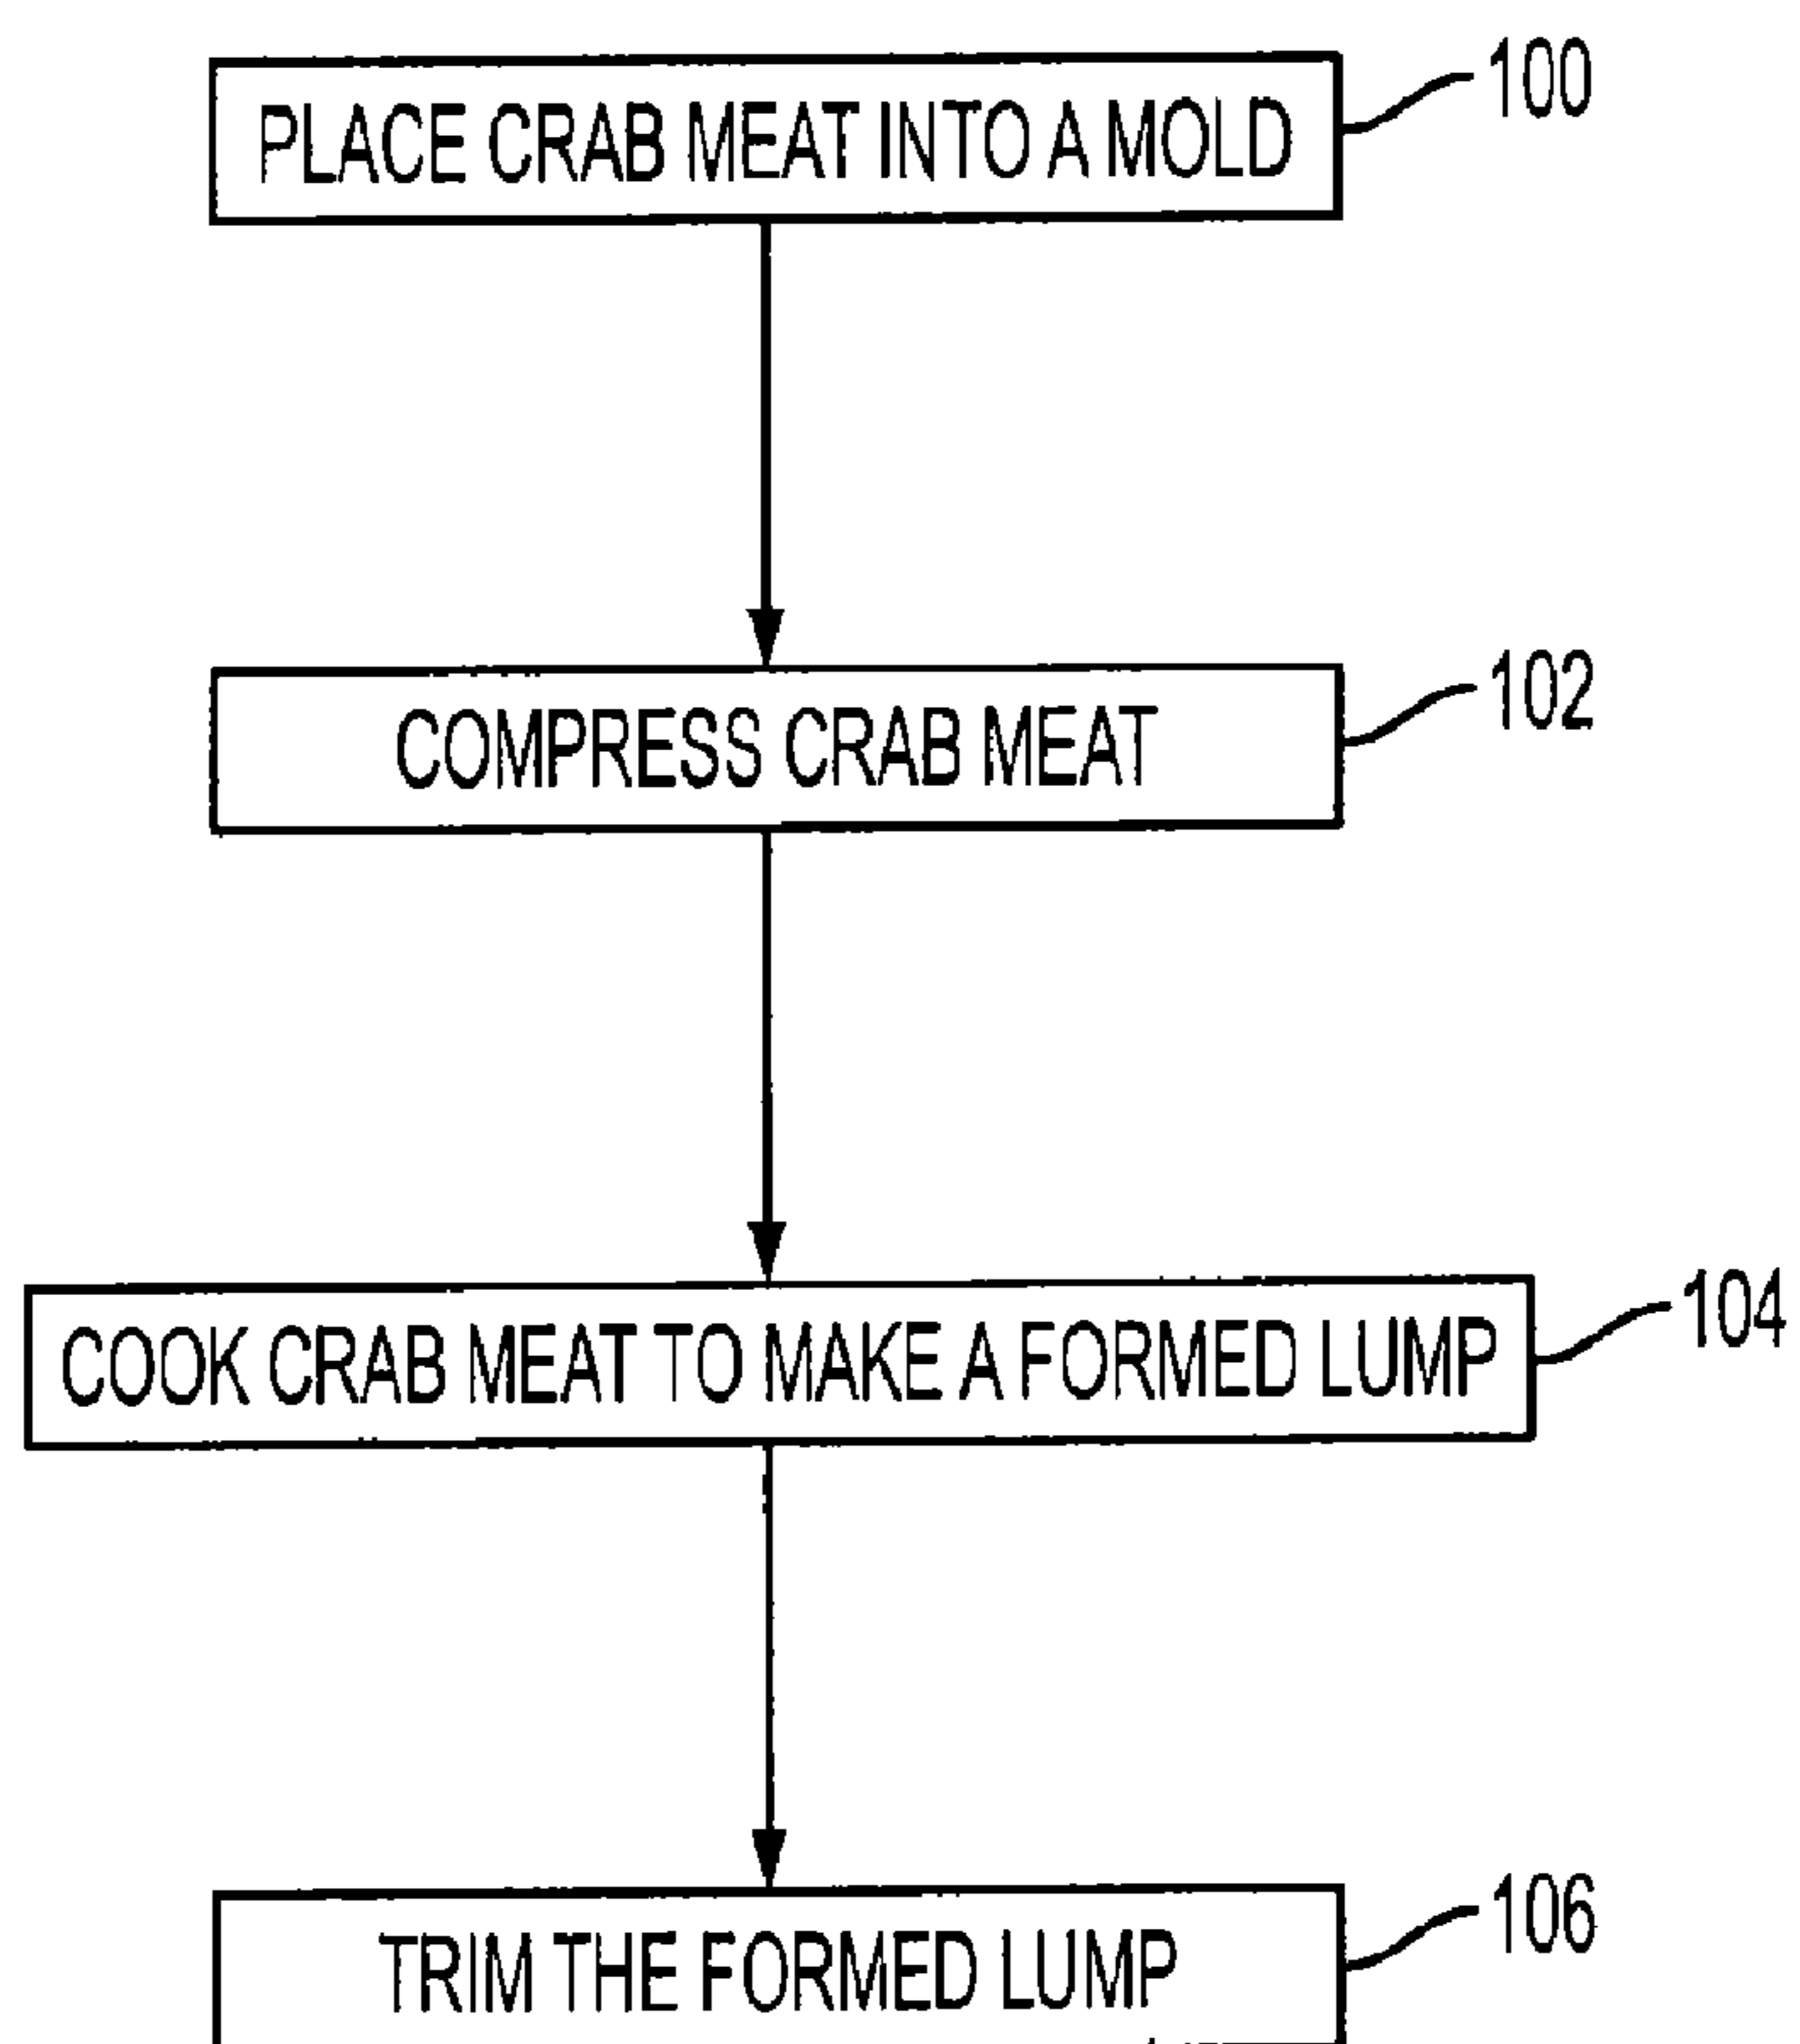 PLACE CRAB MEAT INTO A MOLD
100
COMPRESS CRAB MEAT
102
COOK CRAB MEAT TO MAKE A FORMED LUMP
104
TRIM THE FORMED LUMP
106